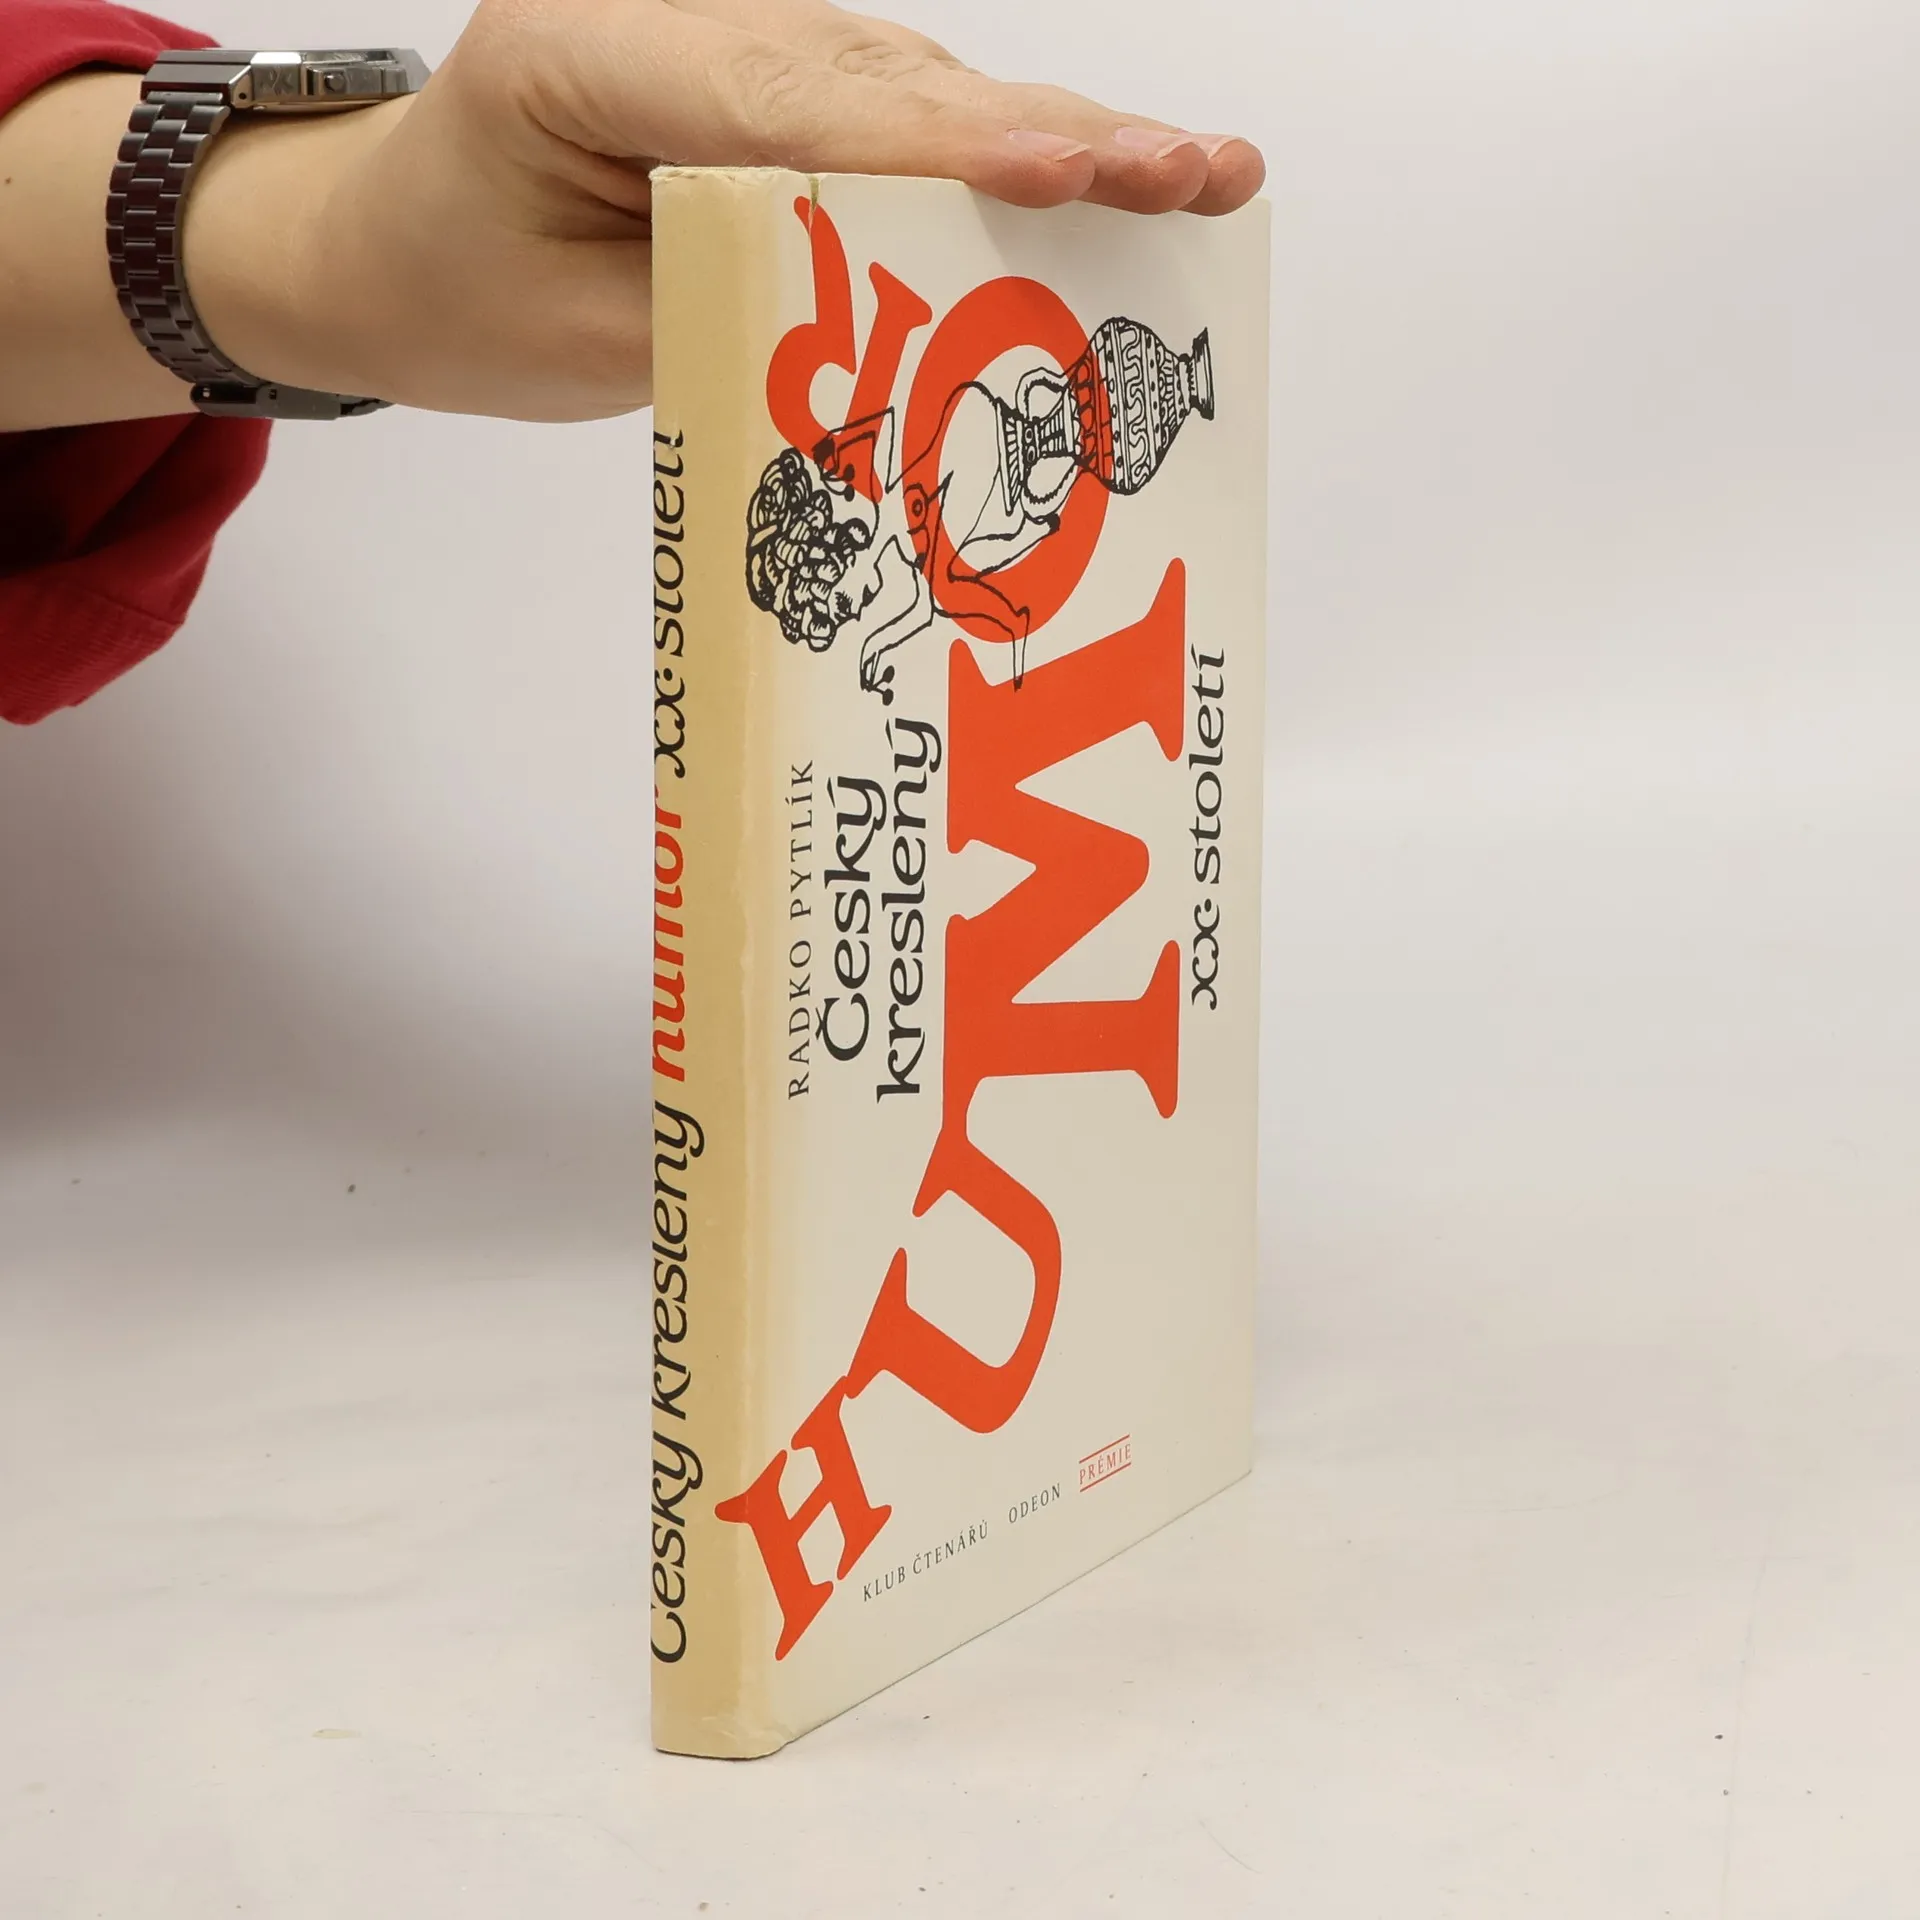 Český kreslený humor xx. století
RADKO PYTLÍK
Český
kreslený
HUMOR
xx. století
KLUB ČTENÁŘŮ ODEON PRÉMIE